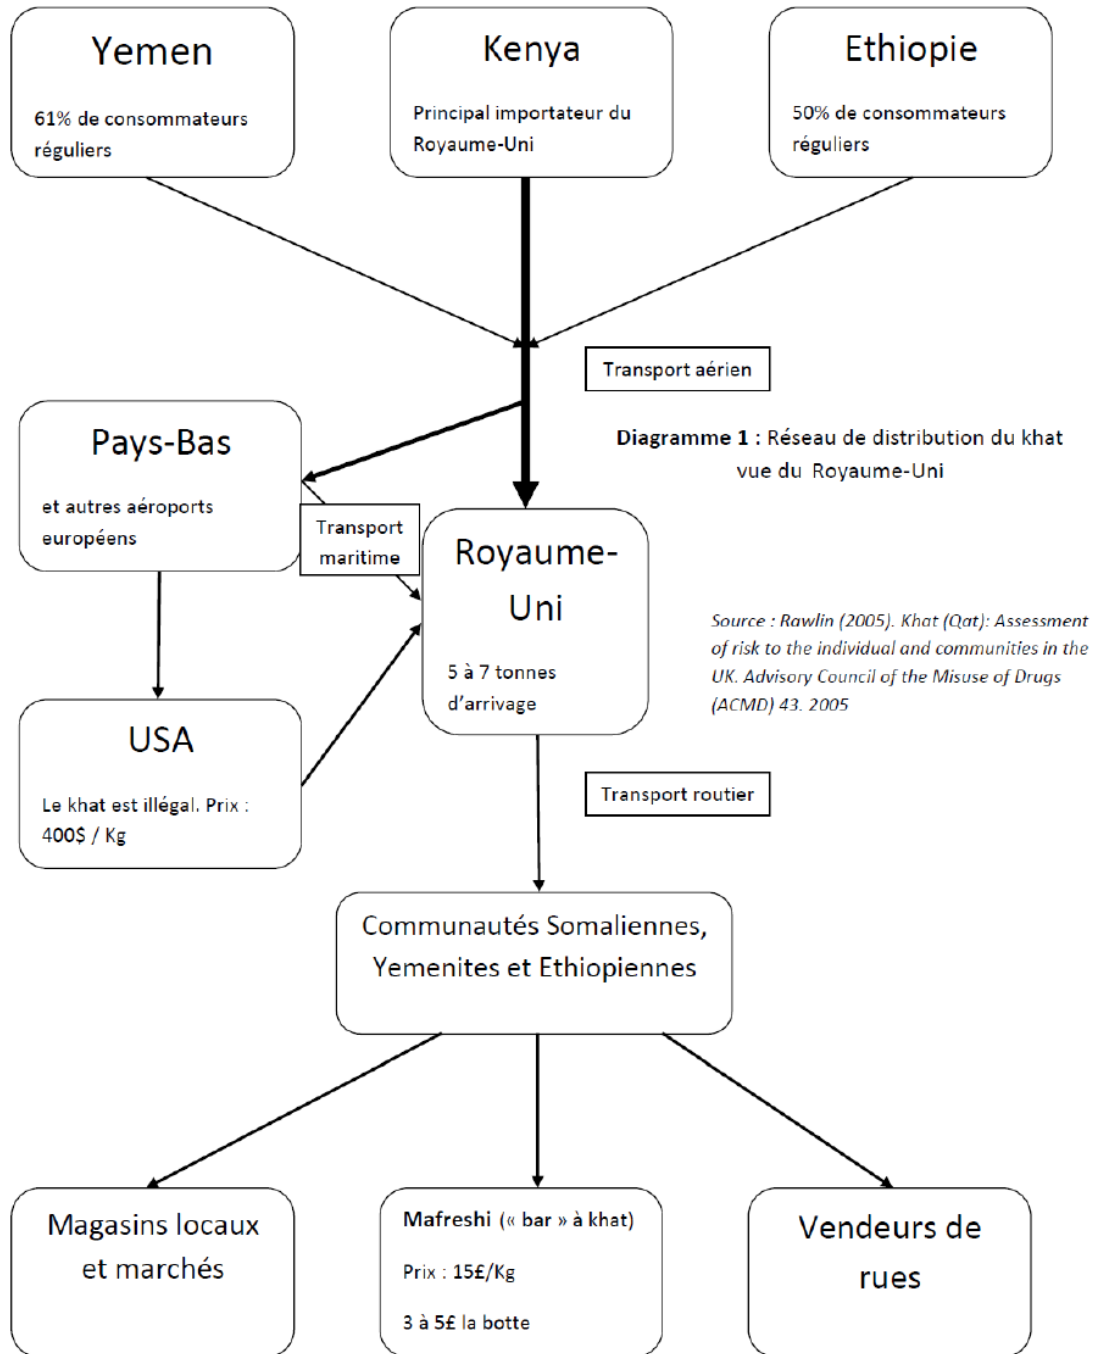 Yemen
61% de consommateurs
réguliers
Kenya
Principal importateur du
Royaume-Uni
Ethiopie
50% de consommateurs
réguliers
Transport aérien
Diagramme 1 : Réseau de distribution du khat
vue du Royaume-Uni
Pays-Bas
et autres aéroports
européens
Transport
maritime
Royaume-
Uni
5 à 7 tonnes
d'arrivage
Source : Rawlin (2005). Khat (Qat): Assessment
of risk to the individual and communities in the
UK. Advisory Council of the Misuse of Drugs
(ACMD) 43. 2005
USA
Le khat est illégal. Prix :
400$ / Kg
Transport routier
Communautés Somaliennes,
Yemenites et Ethiopiennes
Magasins locaux
et marchés
Mafreshi (« bar » à khat)
Prix : 15£/Kg
3 à 5£ la botte
Vendeurs de
rues